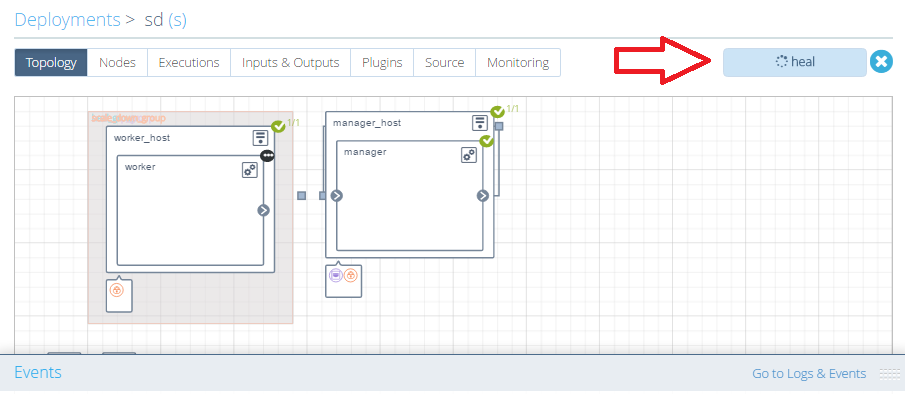 Deployments > sd (s)
Topology Nodes Executions Inputs & Outputs Plugins Source Monitoring
heal
1/1
1/1
worker_host
manager_host
worker
manager
Events
Go to Logs & Events